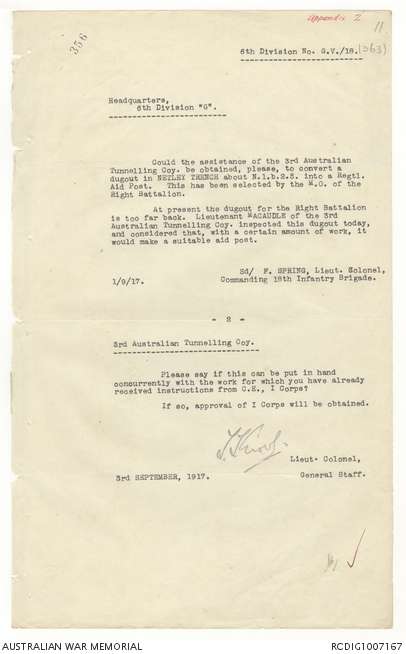 Appendix 2
11
356
6th Division No. G.V./18.(363)
Headquarters,
6th Division "G".
Could the assistance of the 3rd Australian
Tunnelling Coy. be obtained, please, to convert a
dugout in NETLEY TRENCH about N.1.b.2.8. into a Regtl.
Aid Post. This has been selected by the M.O. of the
Right Battalion.
At present the dugout for the Right Battalion
is too far back. Lieutenant MACAUDLE of the 3rd
Australian Tunnelling Coy. inspected this dugout today,
and considered that, with a certain amount of work, it
would make a suitable aid post.
Sd/ F. SPRING, Lieut. Colonel,
1/9/17. Commanding 18th Infantry Brigade.
- 2 -
3rd Australian Tunnelling Coy.
Please say if this can be put in hand
concurrently with the work for which you have already
received instructions from C.E., I Corps?
If so, approval of I Corps will be obtained.
Lieut- Colonel,
3rd SEPTEMBER, 1917. General Staff.
AUSTRALIAN WAR MEMORIAL RCDIG1007167